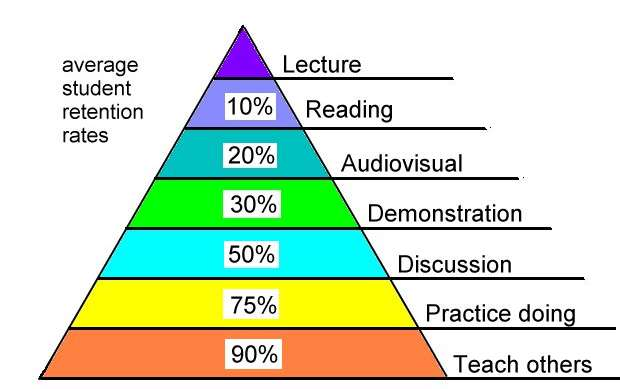 average
student
retention
rates
Lecture
10% Reading
20% Audiovisual
30% Demonstration
50% Discussion
75% Practice doing
90% Teach others